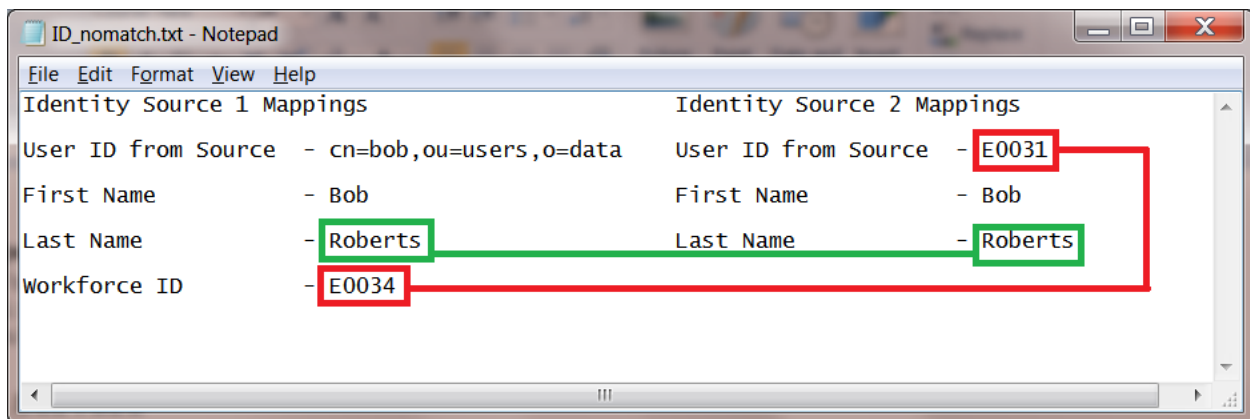 ID_nomatch.txt - Notepad
File Edit Format View Help
Identity Source 1 Mappings Identity Source 2 Mappings
User ID from Source - cn=bob,ou=users,o=data User ID from Source - E0031
First Name - Bob First Name - Bob
Last Name - Roberts Last Name - Roberts
Workforce ID - E0034